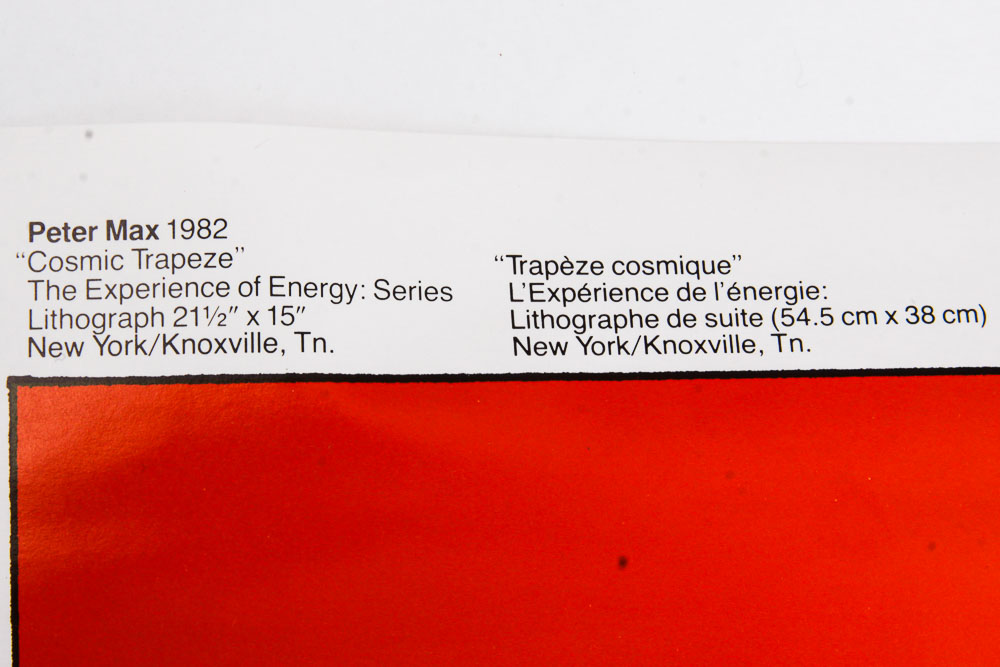 Peter Max 1982
“Cosmic Trapeze”
The Experience of Energy: Series
Lithograph 21½″ x 15″
New York/Knoxville, Tn.
“Trapèze cosmique”
L’Expérience de l’énergie:
Lithographe de suite (54.5 cm x 38 cm)
New York/Knoxville, Tn.